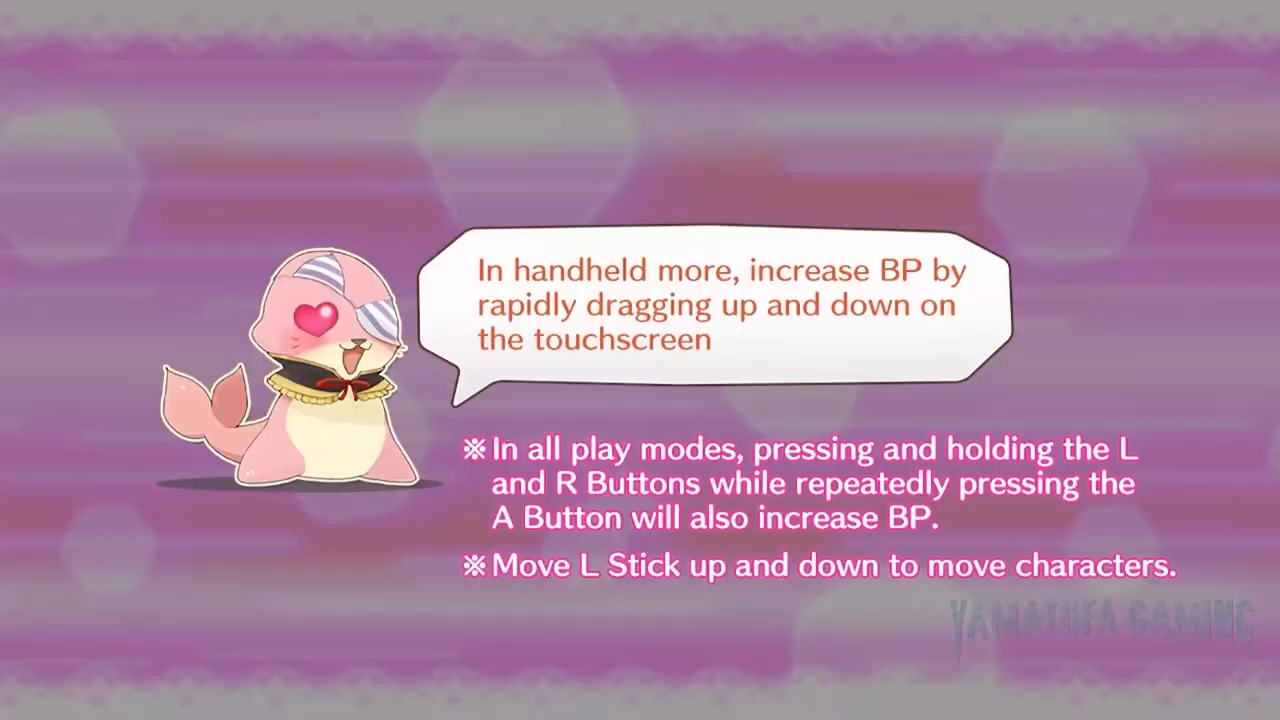 In handheld more, increase BP by
rapidly dragging up and down on
the touchscreen
※In all play modes, pressing and holding the L
and R Buttons while repeatedly pressing the
A Button will also increase BP.
※Move L Stick up and down to move characters.